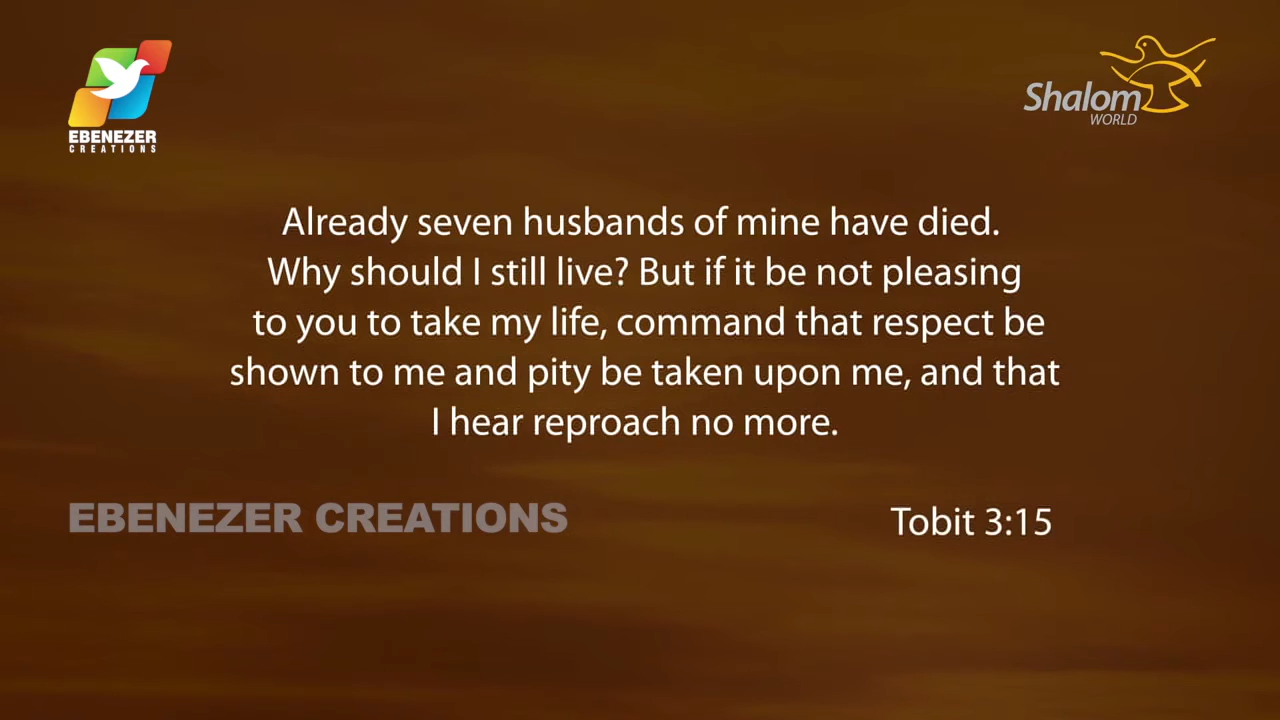 EBENEZER
CREATIONS
Shalom
WORLD
Already seven husbands of mine have died.
Why should I still live? But if it be not pleasing
to you to take my life, command that respect be
shown to me and pity be taken upon me, and that
I hear reproach no more.
EBENEZER CREATIONS
Tobit 3:15